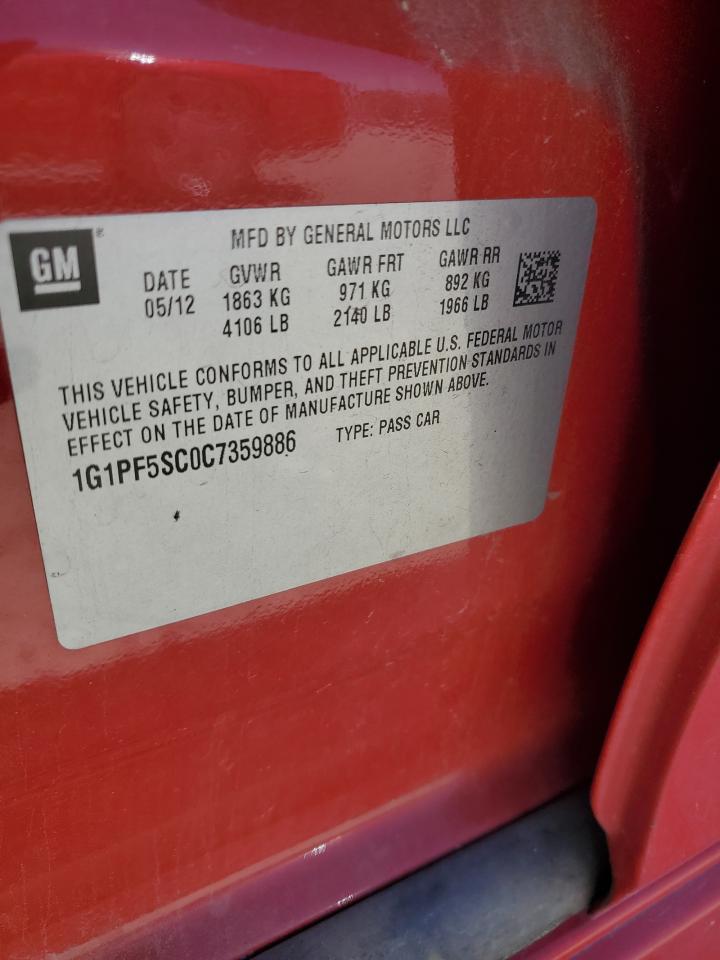 GM®
MFD BY GENERAL MOTORS LLC
DATE GVWR GAWR FRT GAWR RR
05/12 1863 KG 971 KG 892 KG
4106 LB 2140 LB 1966 LB
THIS VEHICLE CONFORMS TO ALL APPLICABLE U.S. FEDERAL MOTOR
VEHICLE SAFETY, BUMPER, AND THEFT PREVENTION STANDARDS IN
EFFECT ON THE DATE OF MANUFACTURE SHOWN ABOVE.
1G1PF5SC0C7359886 TYPE: PASS CAR